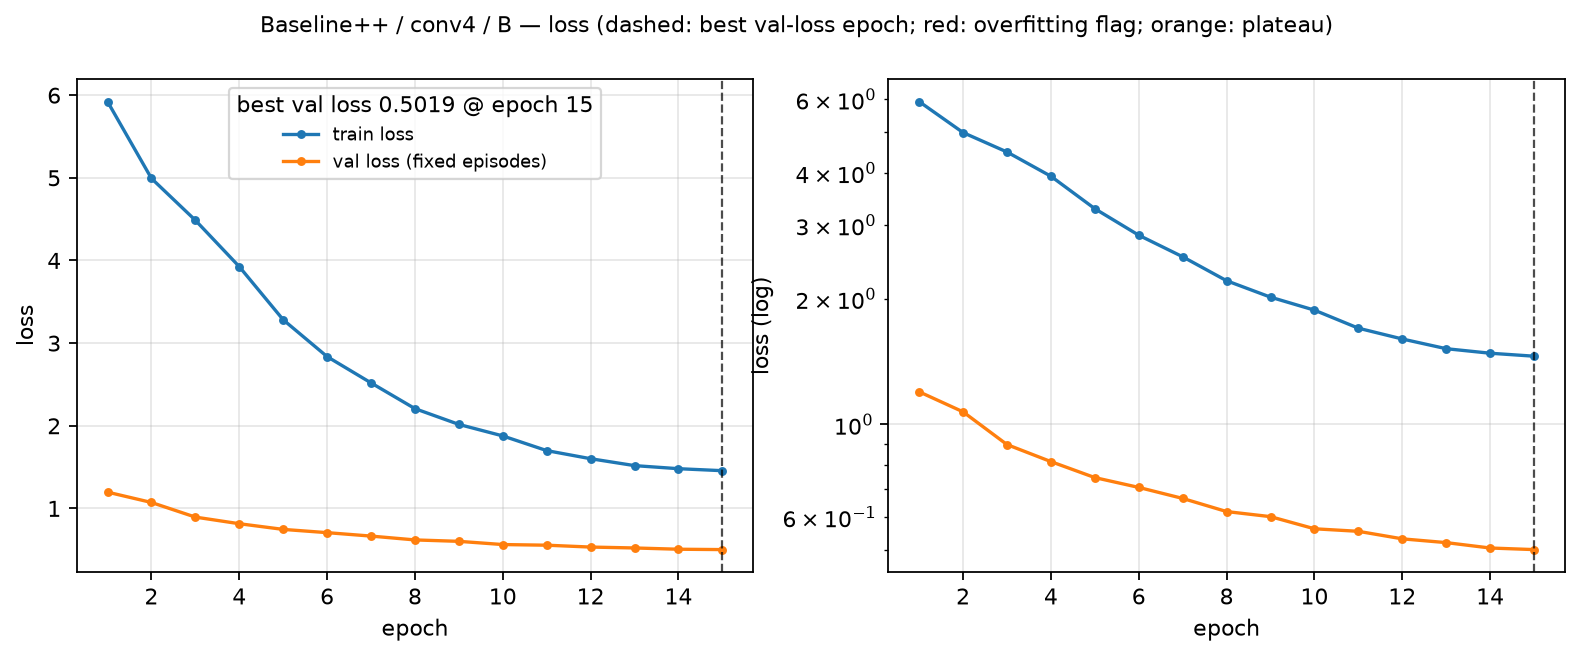 Baseline++ / conv4 / B — loss (dashed: best val-loss epoch; red: overfitting flag; orange: plateau)
best val loss 0.5019 @ epoch 15
train loss
val loss (fixed episodes)
6
5
4
3
2
1
loss
2
4
6
8
10
12
14
epoch
6 × 10⁰
4 × 10⁰
3 × 10⁰
2 × 10⁰
10⁰
6 × 10⁻¹
loss (log)
2
4
6
8
10
12
14
epoch